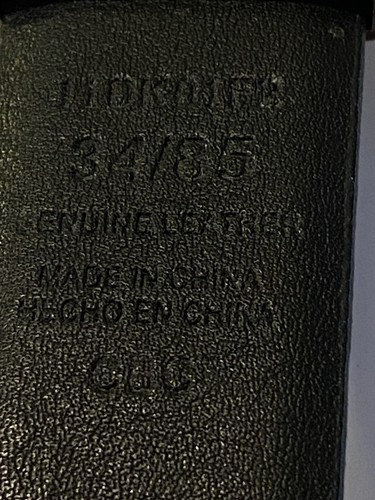 34/85
GENUINE LEATHER
MADE IN CHINA
HECHO EN CHINA